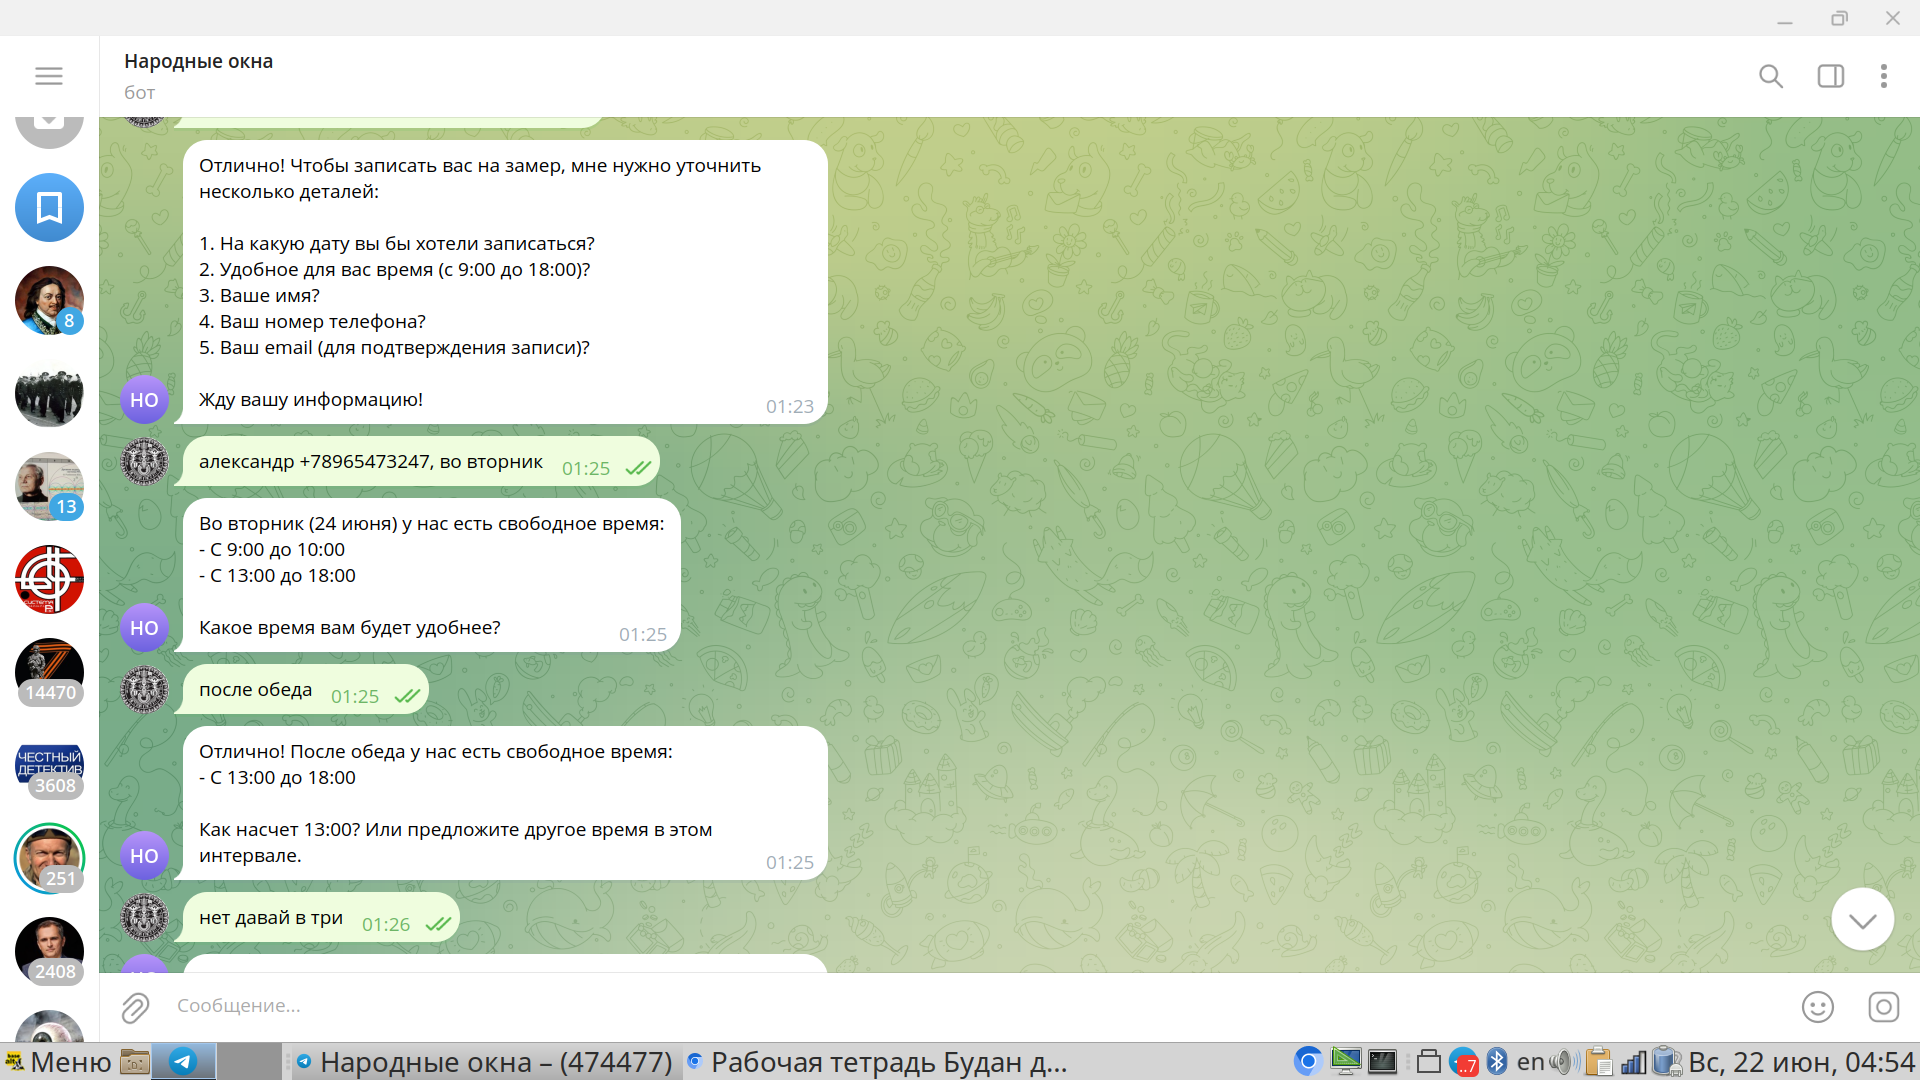 Народные окна
бот
Отлично! Чтобы записать вас на замер, мне нужно уточнить
несколько деталей:
1. На какую дату вы бы хотели записаться?
2. Удобное для вас время (с 9:00 до 18:00)?
3. Ваше имя?
4. Ваш номер телефона?
5. Ваш email (для подтверждения записи)?
Жду вашу информацию!
01:23
НО
александр +78965473247, во вторник
01:25
Во вторник (24 июня) у нас есть свободное время:
- С 9:00 до 10:00
- С 13:00 до 18:00
Какое время вам будет удобнее?
01:25
НО
после обеда
01:25
Отлично! После обеда у нас есть свободное время:
- С 13:00 до 18:00
Как насчет 13:00? Или предложите другое время в этом
интервале.
01:25
НО
нет давай в три
01:26
8
13
14470
ЧЕСТНЫЙ
ДЕТЕКТИВ
3608
251
2408
Сообщение...
Меню
Народные окна – (474477)
Рабочая тетрадь Будан д...
..7
en
Вс, 22 июн, 04:54